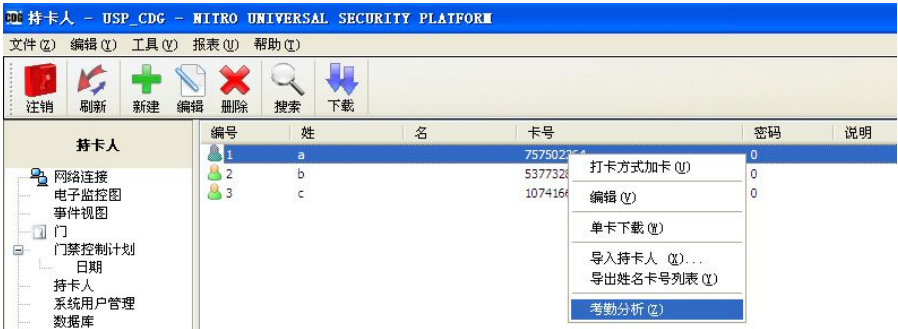 CDG 持卡人 - USP_CDG - NITRO UNIVERSAL SECURITY PLATFORM
文件(Z) 编辑(Y) 工具(V) 报表(U) 帮助(T)
注销 刷新 新建 编辑 删除 搜索 下载
持卡人
网络连接
电子监控图
事件视图
门
门禁控制计划
日期
持卡人
系统用户管理
数据库
编号 姓 名 卡号 密码 说明
1 a 0
2 b 0
3 c 0
打卡方式加卡(U)
编辑(V)
单卡下载(W)
导入持卡人 (X)...
导出姓名卡号列表(Y)
考勤分析(Z)